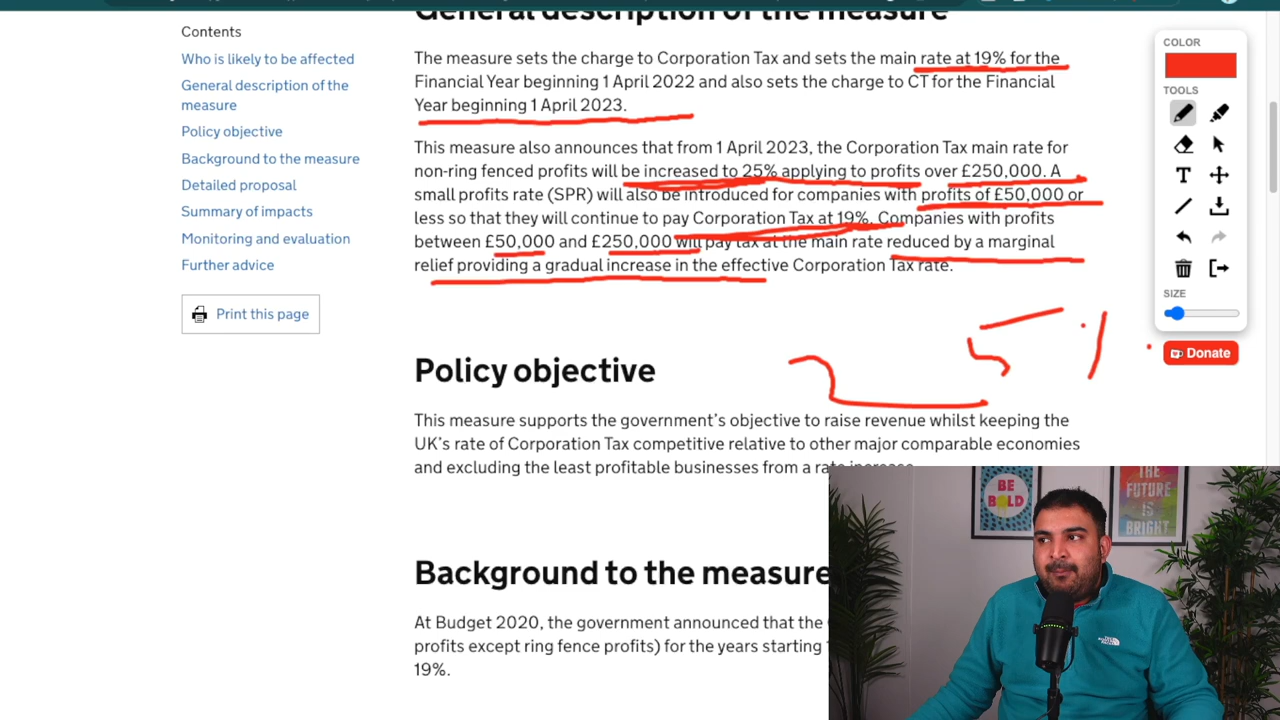 General description of the measure
Contents
Who is likely to be affected
General description of the
measure
Policy objective
Background to the measure
Detailed proposal
Summary of impacts
Monitoring and evaluation
Further advice
Print this page
The measure sets the charge to Corporation Tax and sets the main rate at 19% for the
Financial Year beginning 1 April 2022 and also sets the charge to CT for the Financial
Year beginning 1 April 2023.
This measure also announces that from 1 April 2023, the Corporation Tax main rate for
non-ring fenced profits will be increased to 25% applying to profits over £250,000. A
small profits rate (SPR) will also be introduced for companies with profits of £50,000 or
less so that they will continue to pay Corporation Tax at 19%. Companies with profits
between £50,000 and £250,000 will pay tax at the main rate reduced by a marginal
relief providing a gradual increase in the effective Corporation Tax rate.
25%
Policy objective
This measure supports the government's objective to raise revenue whilst keeping the
UK's rate of Corporation Tax competitive relative to other major comparable economies
and excluding the least profitable businesses from a rate increase.
Background to the measure
At Budget 2020, the government announced that the
profits except ring fence profits) for the years starting
19%.
COLOR
TOOLS
T
SIZE
Donate
BE
BOLD
THE
FUTURE
IS
BRIGHT